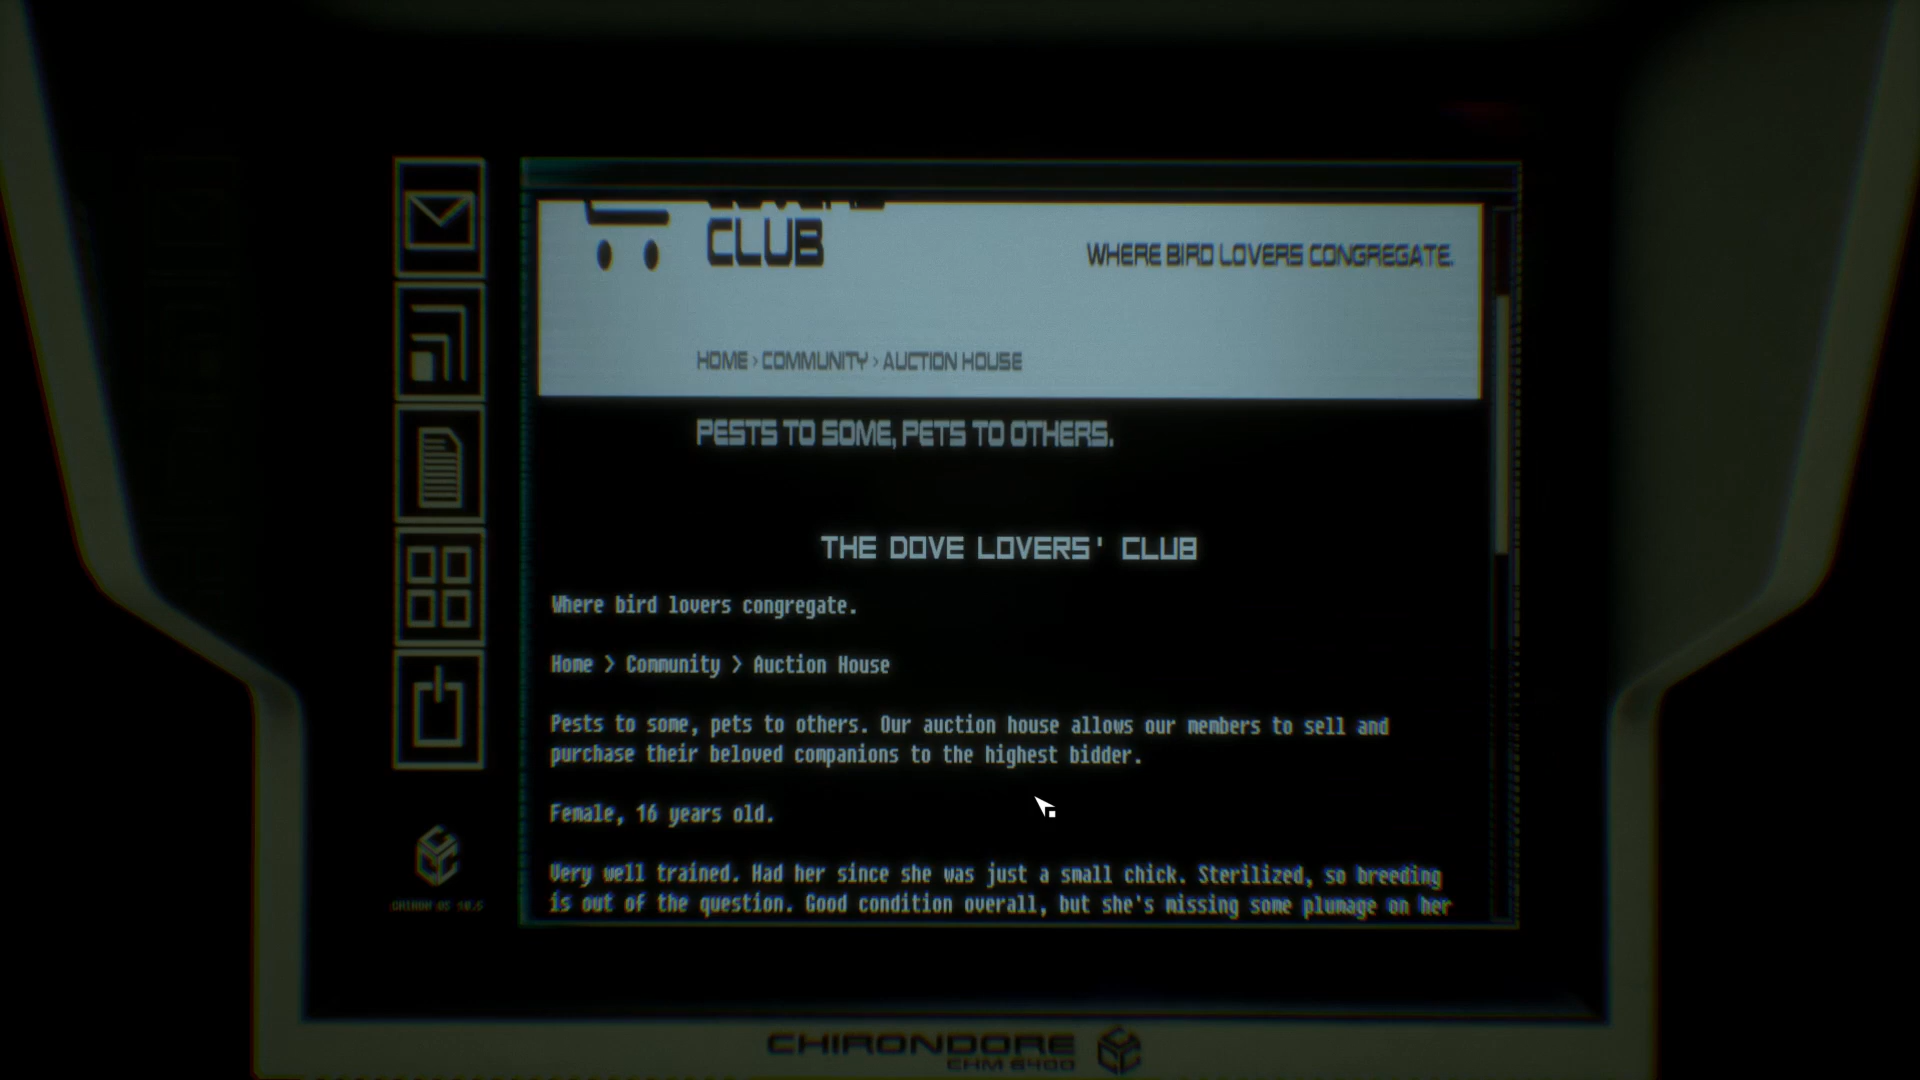 CLUB
WHERE BIRD LOVERS CONGREGATE.
HOME › COMMUNITY › AUCTION HOUSE
PESTS TO SOME, PETS TO OTHERS.
THE DOVE LOVERS' CLUB
Where bird lovers congregate.
Home > Community > Auction House
Pests to some, pets to others. Our auction house allows our members to sell and
purchase their beloved companions to the highest bidder.
Female, 16 years old.
Very well trained. Had her since she was just a small chick. Sterilized, so breeding
is out of the question. Good condition overall, but she's missing some plumage on her
CHIRONDORE
CHM 6400